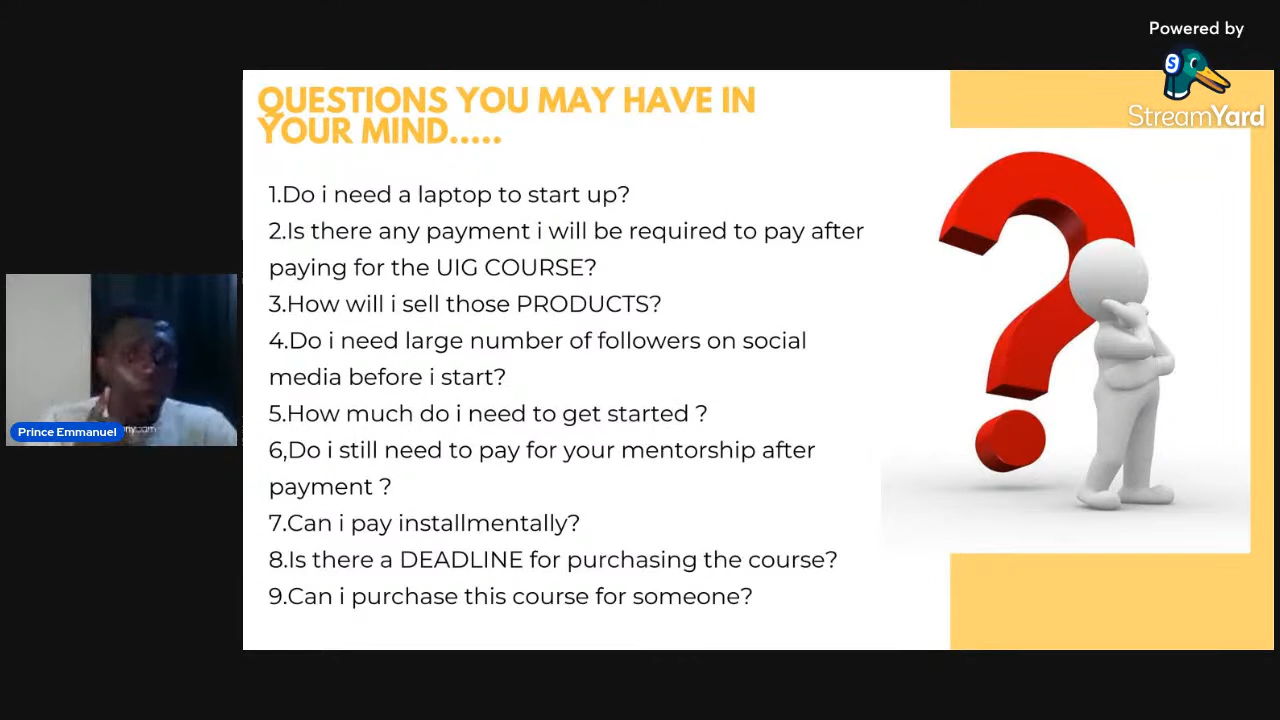 Powered by
StreamYard
QUESTIONS YOU MAY HAVE IN
YOUR MIND.....
1.Do i need a laptop to start up?
2.Is there any payment i will be required to pay after
paying for the UIG COURSE?
3.How will i sell those PRODUCTS?
4.Do i need large number of followers on social
media before i start?
5.How much do i need to get started ?
6,Do i still need to pay for your mentorship after
payment ?
7.Can i pay installmentally?
8.Is there a DEADLINE for purchasing the course?
9.Can i purchase this course for someone?
Prince Emmanuel